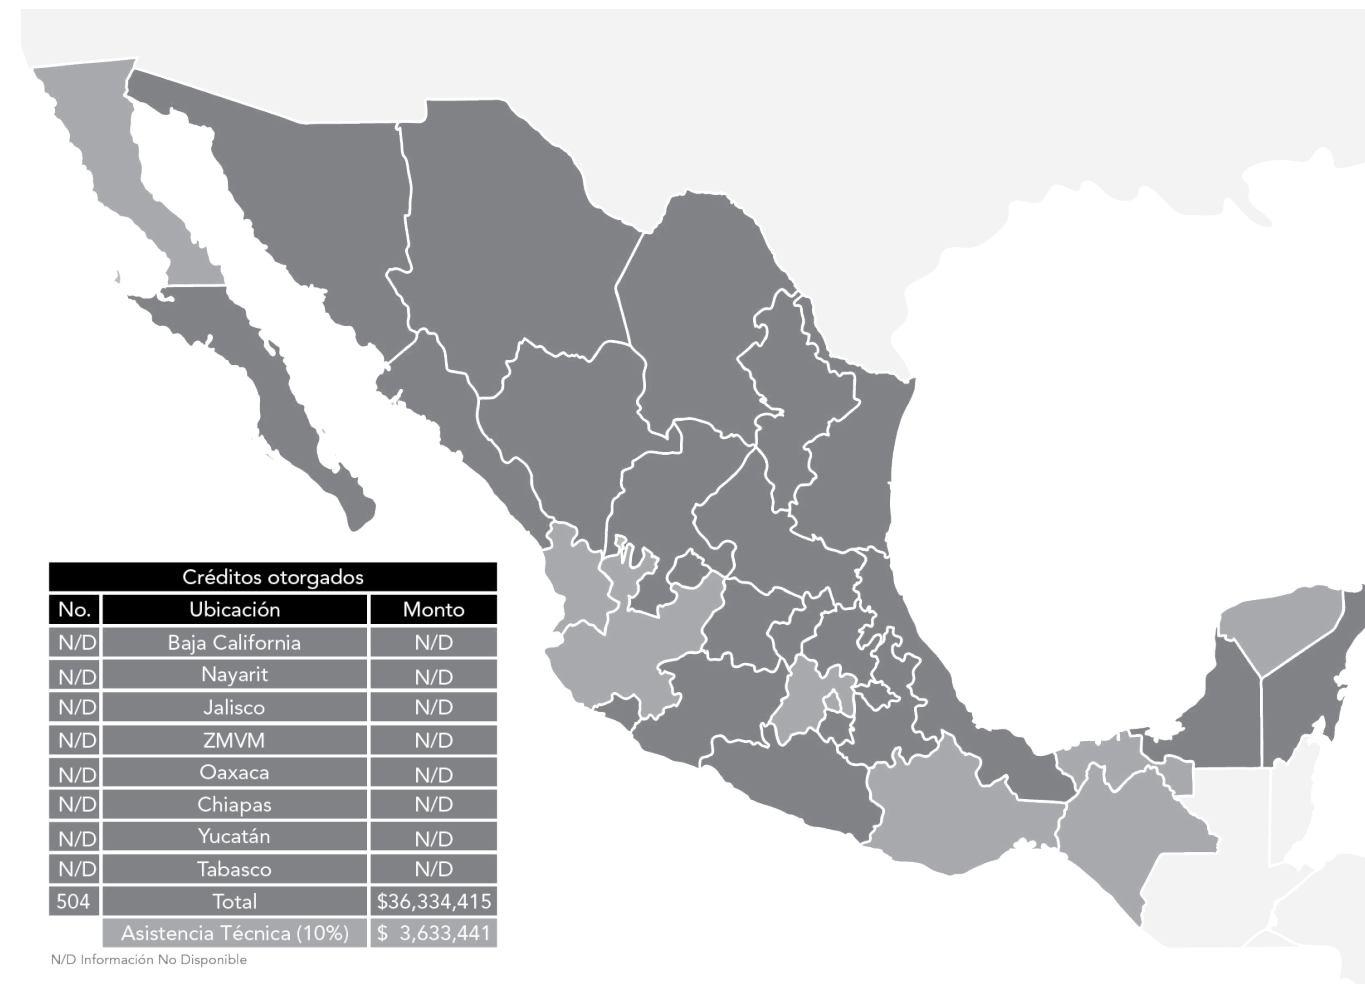 Créditos otorgados
No. Ubicación Monto
N/D Baja California N/D
N/D Nayarit N/D
N/D Jalisco N/D
N/D ZMVM N/D
N/D Oaxaca N/D
N/D Chiapas N/D
N/D Yucatán N/D
N/D Tabasco N/D
504 Total $36,334,415
Asistencia Técnica (10%) $ 3,633,441
N/D Información No Disponible